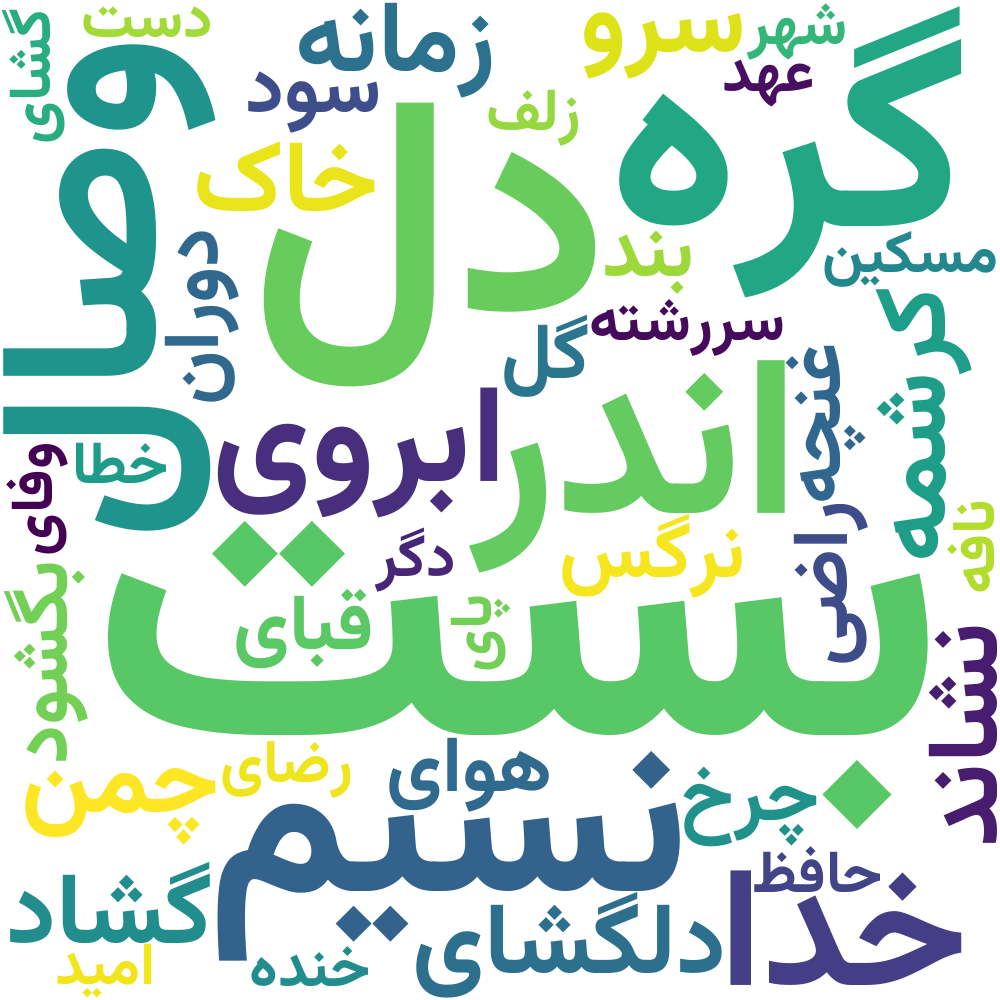 گشای
دست
زمانه
سرو
شهر
گره
وصال
سود
زلف
عهد
دل
خاک
دوران
بند
مسکین
سررشته
گل
کرشمه
اندر
غنچه
ابروی
خطا
وفای
دگر
نرگس
راضی
نافه
بست
قبای
پای
بگشود
نشاند
چمن
رضای
هوای
نسیم
چرخ
حافظ
خدا
گشاد
دلگشای
امید
خنده